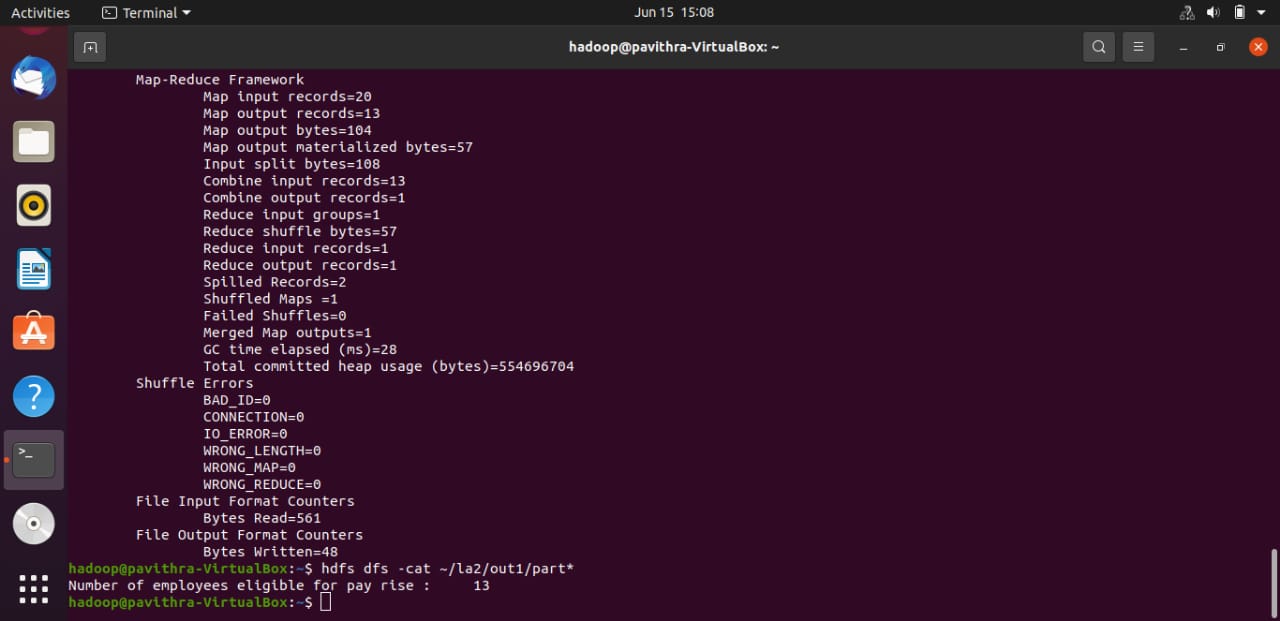 Activities Terminal Jun 15 15:08
hadoop@pavithra-VirtualBox: ~
Map-Reduce Framework
Map input records=20
Map output records=13
Map output bytes=104
Map output materialized bytes=57
Input split bytes=108
Combine input records=13
Combine output records=1
Reduce input groups=1
Reduce shuffle bytes=57
Reduce input records=1
Reduce output records=1
Spilled Records=2
Shuffled Maps =1
Failed Shuffles=0
Merged Map outputs=1
GC time elapsed (ms)=28
Total committed heap usage (bytes)=554696704
Shuffle Errors
BAD_ID=0
CONNECTION=0
IO_ERROR=0
WRONG_LENGTH=0
WRONG_MAP=0
WRONG_REDUCE=0
File Input Format Counters
Bytes Read=561
File Output Format Counters
Bytes Written=48
hadoop@pavithra-VirtualBox:~$ hdfs dfs -cat ~/la2/out1/part*
Number of employees eligible for pay rise :     13
hadoop@pavithra-VirtualBox:~$